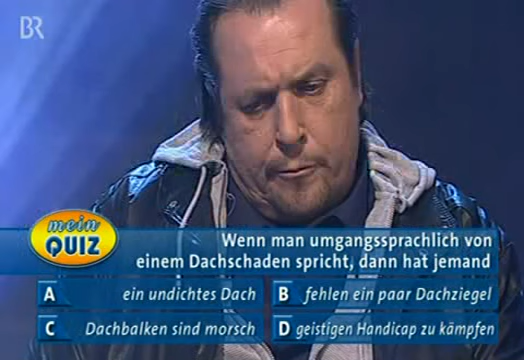 BR
mein
QUIZ
Wenn man umgangssprachlich von
einem Dachschaden spricht, dann hat jemand
A ein undichtes Dach
B fehlen ein paar Dachziegel
C Dachbalken sind morsch
D geistigen Handicap zu kämpfen